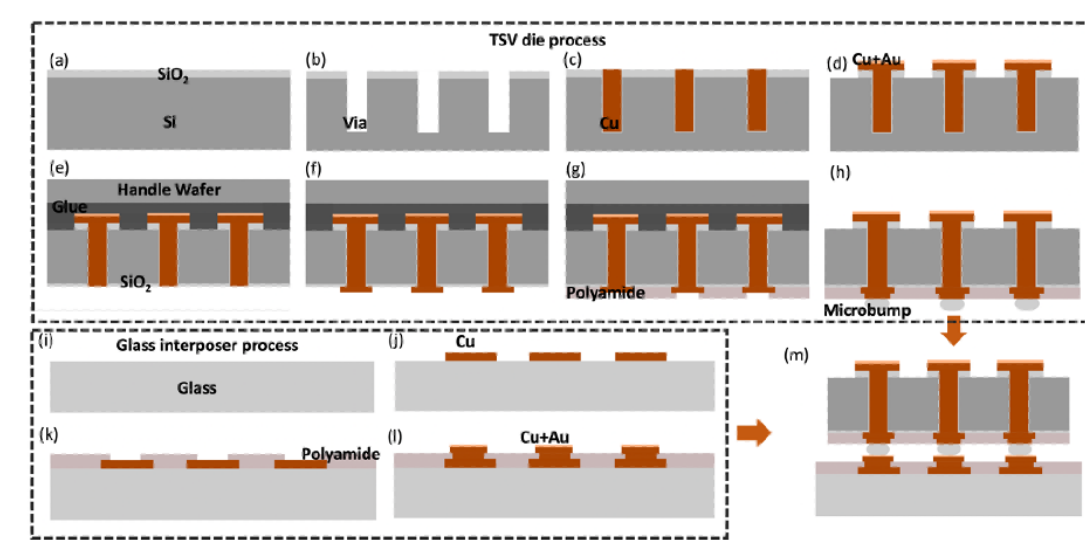 TSV die process
(a)
SiO2
Si
(b)
Via
(c)
Cu
(d)
Cu+Au
(e)
Handle Wafer
Glue
SiO2
(f)
(g)
Polyamide
(h)
Microbump
(i)
Glass interposer process
Glass
(j)
Cu
(k)
Polyamide
(l)
Cu+Au
(m)